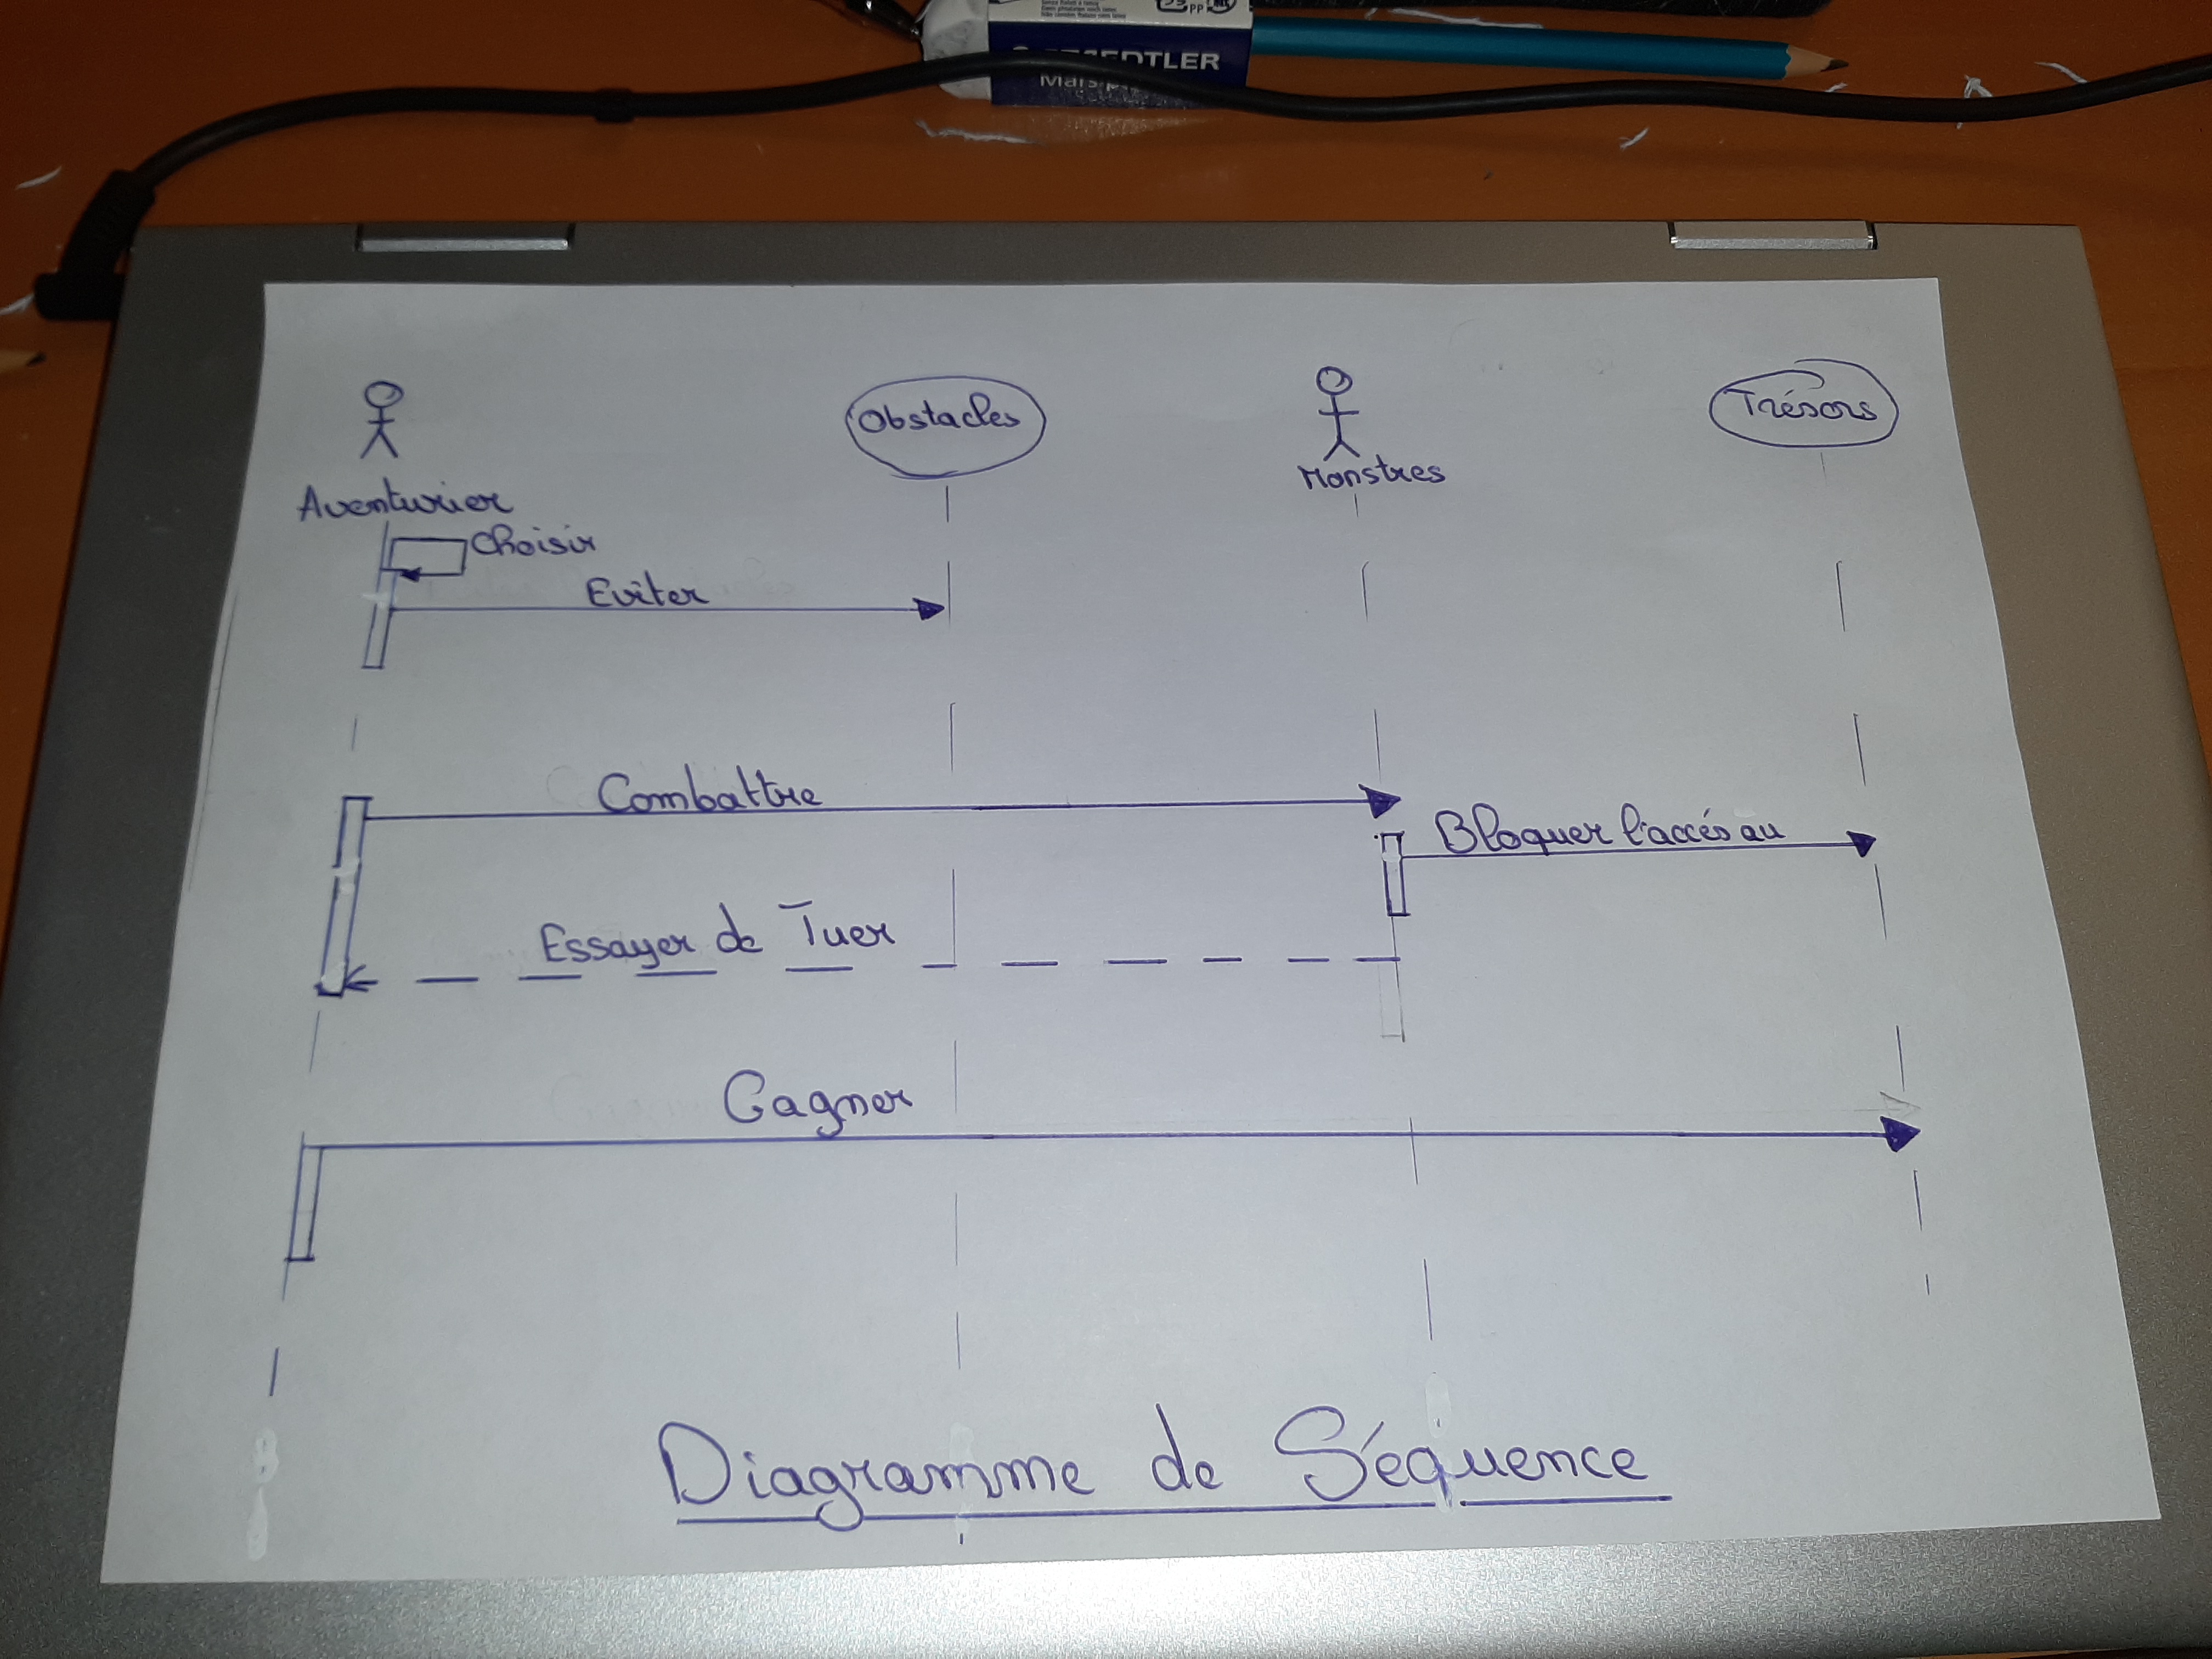 STAEDTLER
Mars p
PP
Obstacles
Trésors
Monstres
Aventurier
Choisir
Eviter
Combattre
Bloquer l'accés au
Essayer de Tuer
Gagner
Diagramme de Séquence